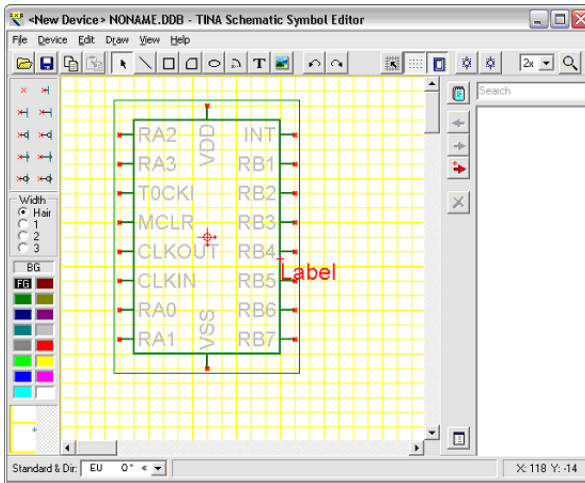 <New Device> NONAME.DDB - TINA Schematic Symbol Editor
File Device Edit Draw View Help
T
2x
Search
Width
Hair
1
2
3
BG
FG
VDD
RA2 INT
RA3 RB1
T0CKI RB2
MCLR RB3
CLKOUT RB4
Label
CLKIN RB5
RA0 RB6
RA1 RB7
VSS
Standard & Dir: EU 0° <
X: 118 Y: -14